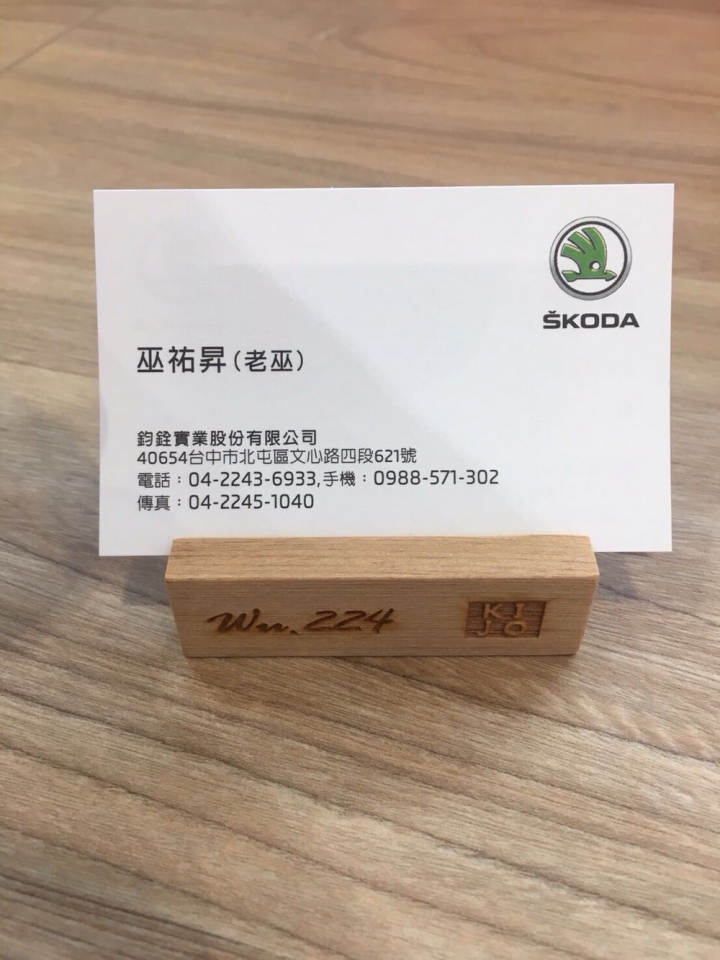 ŠKODA
巫祐昇(老巫)
鈞銓實業股份有限公司
40654台中市北屯區文心路四段621號
電話：04-2243-6933,手機：0988-571-302
傳真：04-2245-1040
Wu.224
KI
JO